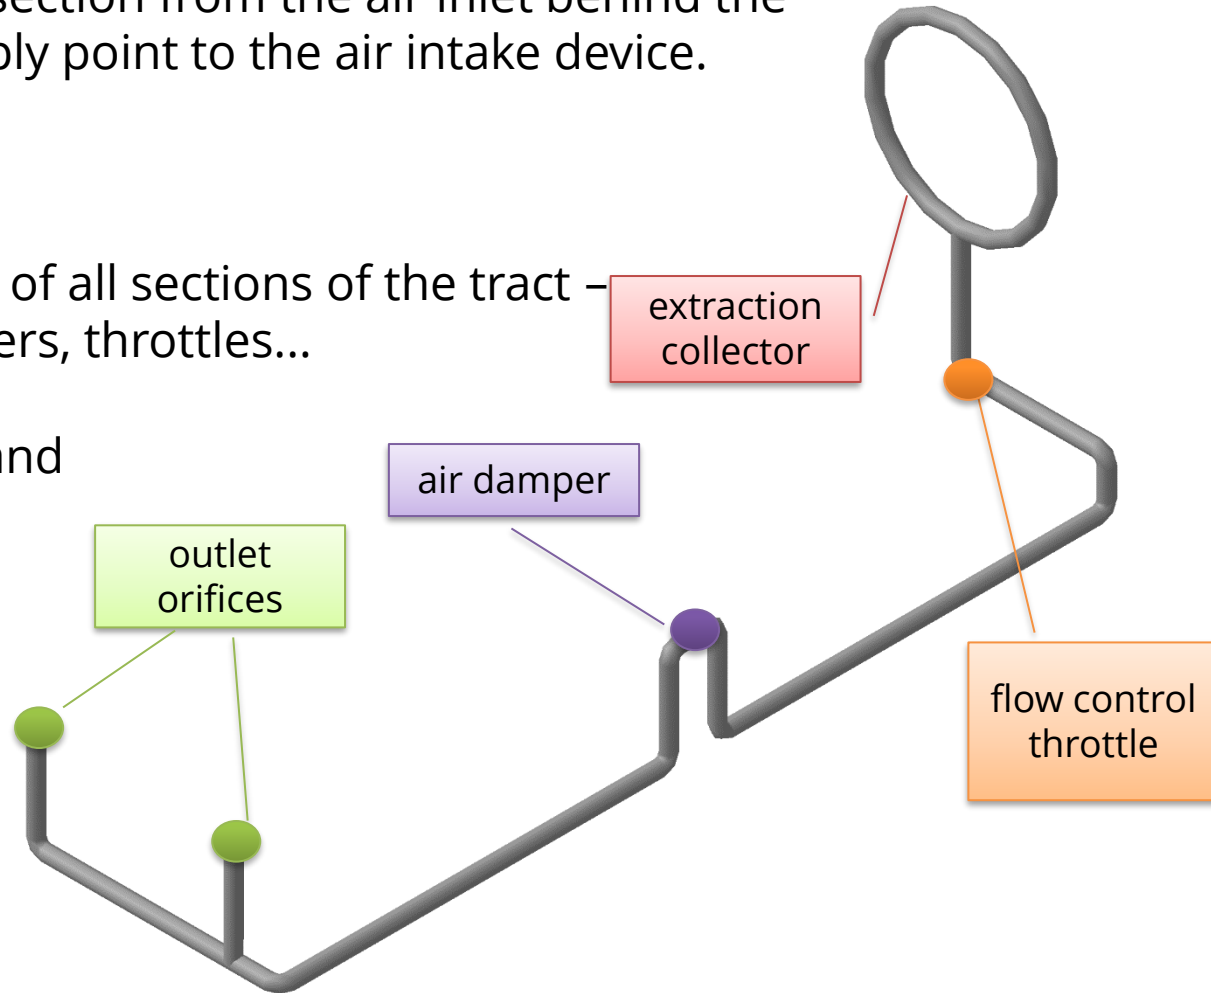 section from the air inlet behind the
ply point to the air intake device.
of all sections of the tract –
ers, throttles...
and
extraction
collector
air damper
outlet
orifices
flow control
throttle